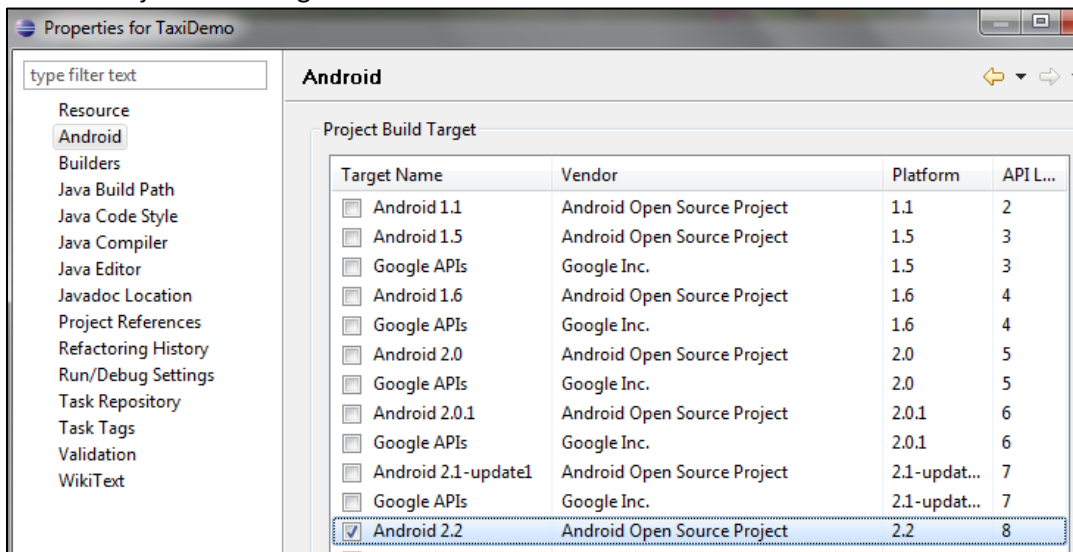 Properties for TaxiDemo
type filter text
Resource
Android
Builders
Java Build Path
Java Code Style
Java Compiler
Java Editor
Javadoc Location
Project References
Refactoring History
Run/Debug Settings
Task Repository
Task Tags
Validation
WikiText
Android
Project Build Target
Target Name Vendor Platform API L...
Android 1.1 Android Open Source Project 1.1 2
Android 1.5 Android Open Source Project 1.5 3
Google APIs Google Inc. 1.5 3
Android 1.6 Android Open Source Project 1.6 4
Google APIs Google Inc. 1.6 4
Android 2.0 Android Open Source Project 2.0 5
Google APIs Google Inc. 2.0 5
Android 2.0.1 Android Open Source Project 2.0.1 6
Google APIs Google Inc. 2.0.1 6
Android 2.1-update1 Android Open Source Project 2.1-updat... 7
Google APIs Google Inc. 2.1-updat... 7
Android 2.2 Android Open Source Project 2.2 8